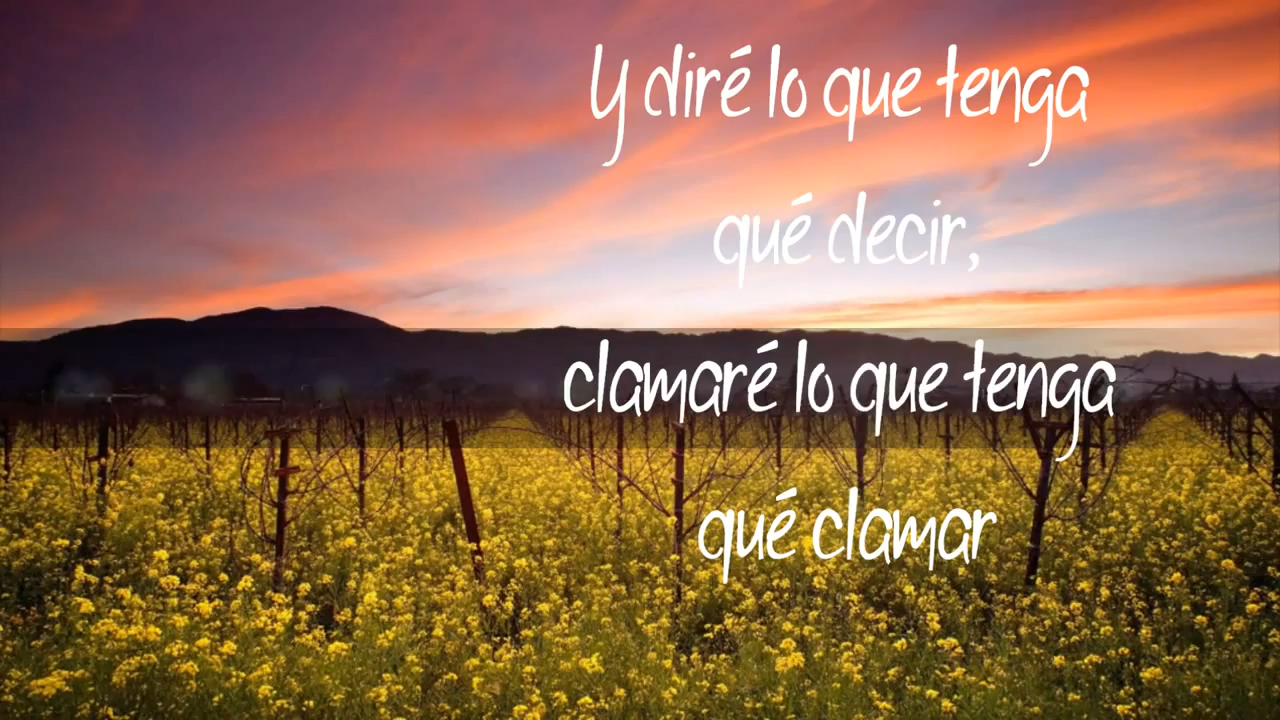 Y diré lo que tenga
qué decir,
clamaré lo que tenga
qué clamar